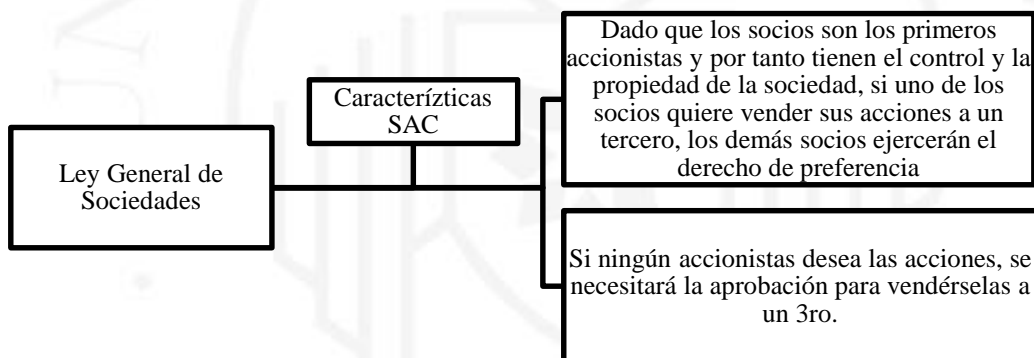 Ley General de
Sociedades
Caracterízticas
SAC
Dado que los socios son los primeros
accionistas y por tanto tienen el control y la
propiedad de la sociedad, si uno de los
socios quiere vender sus acciones a un
tercero, los demás socios ejercerán el
derecho de preferencia
Si ningún accionistas desea las acciones, se
necesitará la aprobación para vendérselas a
un 3ro.